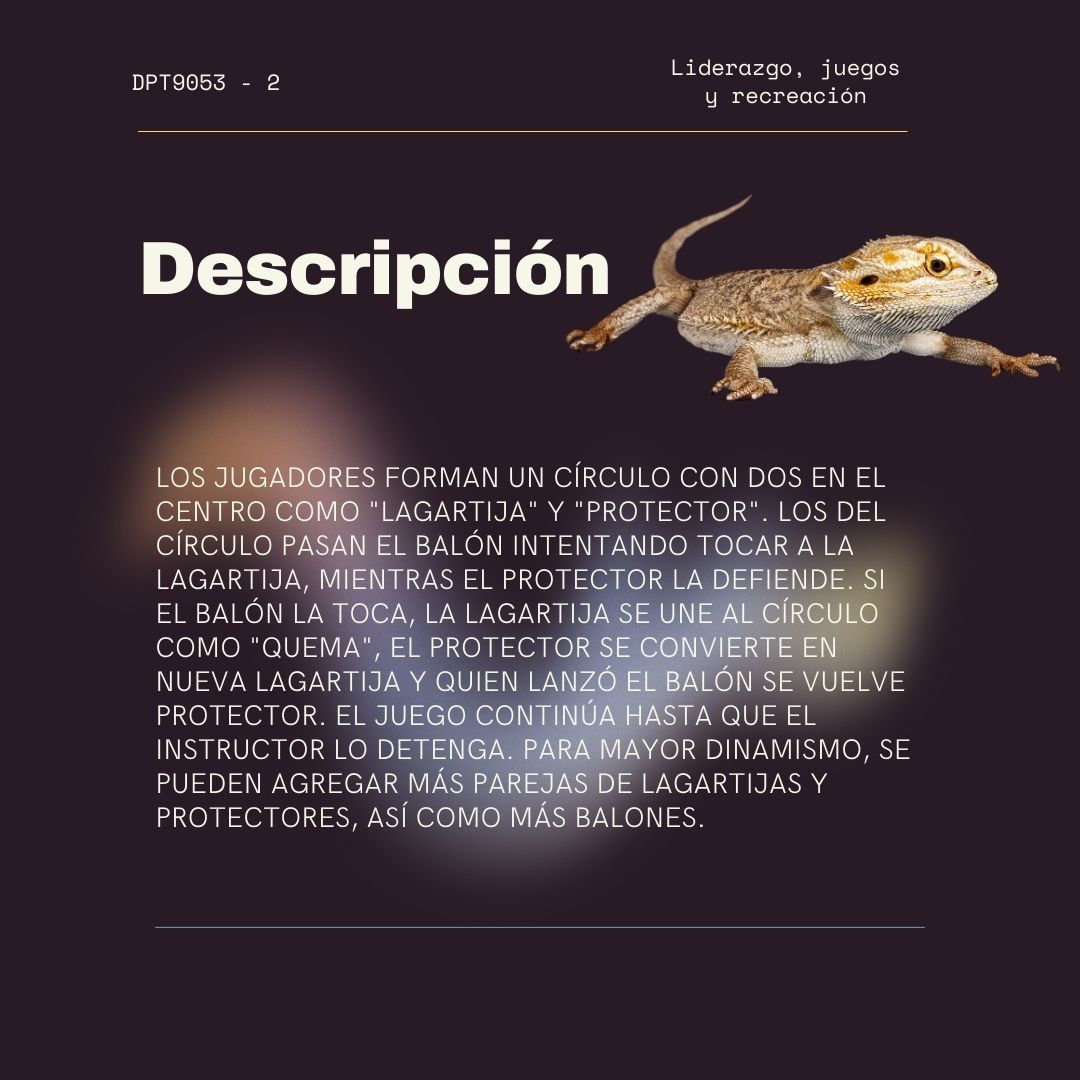 DPT9053 - 2
Liderazgo, juegos
y recreación
Descripción
LOS JUGADORES FORMAN UN CÍRCULO CON DOS EN EL
CENTRO COMO "LAGARTIJA" Y "PROTECTOR". LOS DEL
CÍRCULO PASAN EL BALÓN INTENTANDO TOCAR A LA
LAGARTIJA, MIENTRAS EL PROTECTOR LA DEFIENDE. SI
EL BALÓN LA TOCA, LA LAGARTIJA SE UNE AL CÍRCULO
COMO "QUEMA", EL PROTECTOR SE CONVIERTE EN
NUEVA LAGARTIJA Y QUIEN LANZÓ EL BALÓN SE VUELVE
PROTECTOR. EL JUEGO CONTINÚA HASTA QUE EL
INSTRUCTOR LO DETENGA. PARA MAYOR DINAMISMO, SE
PUEDEN AGREGAR MÁS PAREJAS DE LAGARTIJAS Y
PROTECTORES, ASÍ COMO MÁS BALONES.